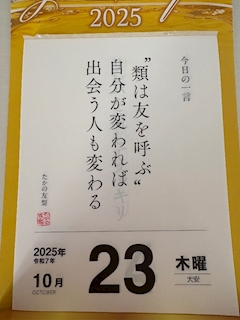 2025
今日の一言
"類は友を呼ぶ"
自分が変われば
出会う人も変わる
たかの友梨
2025年
令和7年
10月
OCTOBER
23
木曜
大安